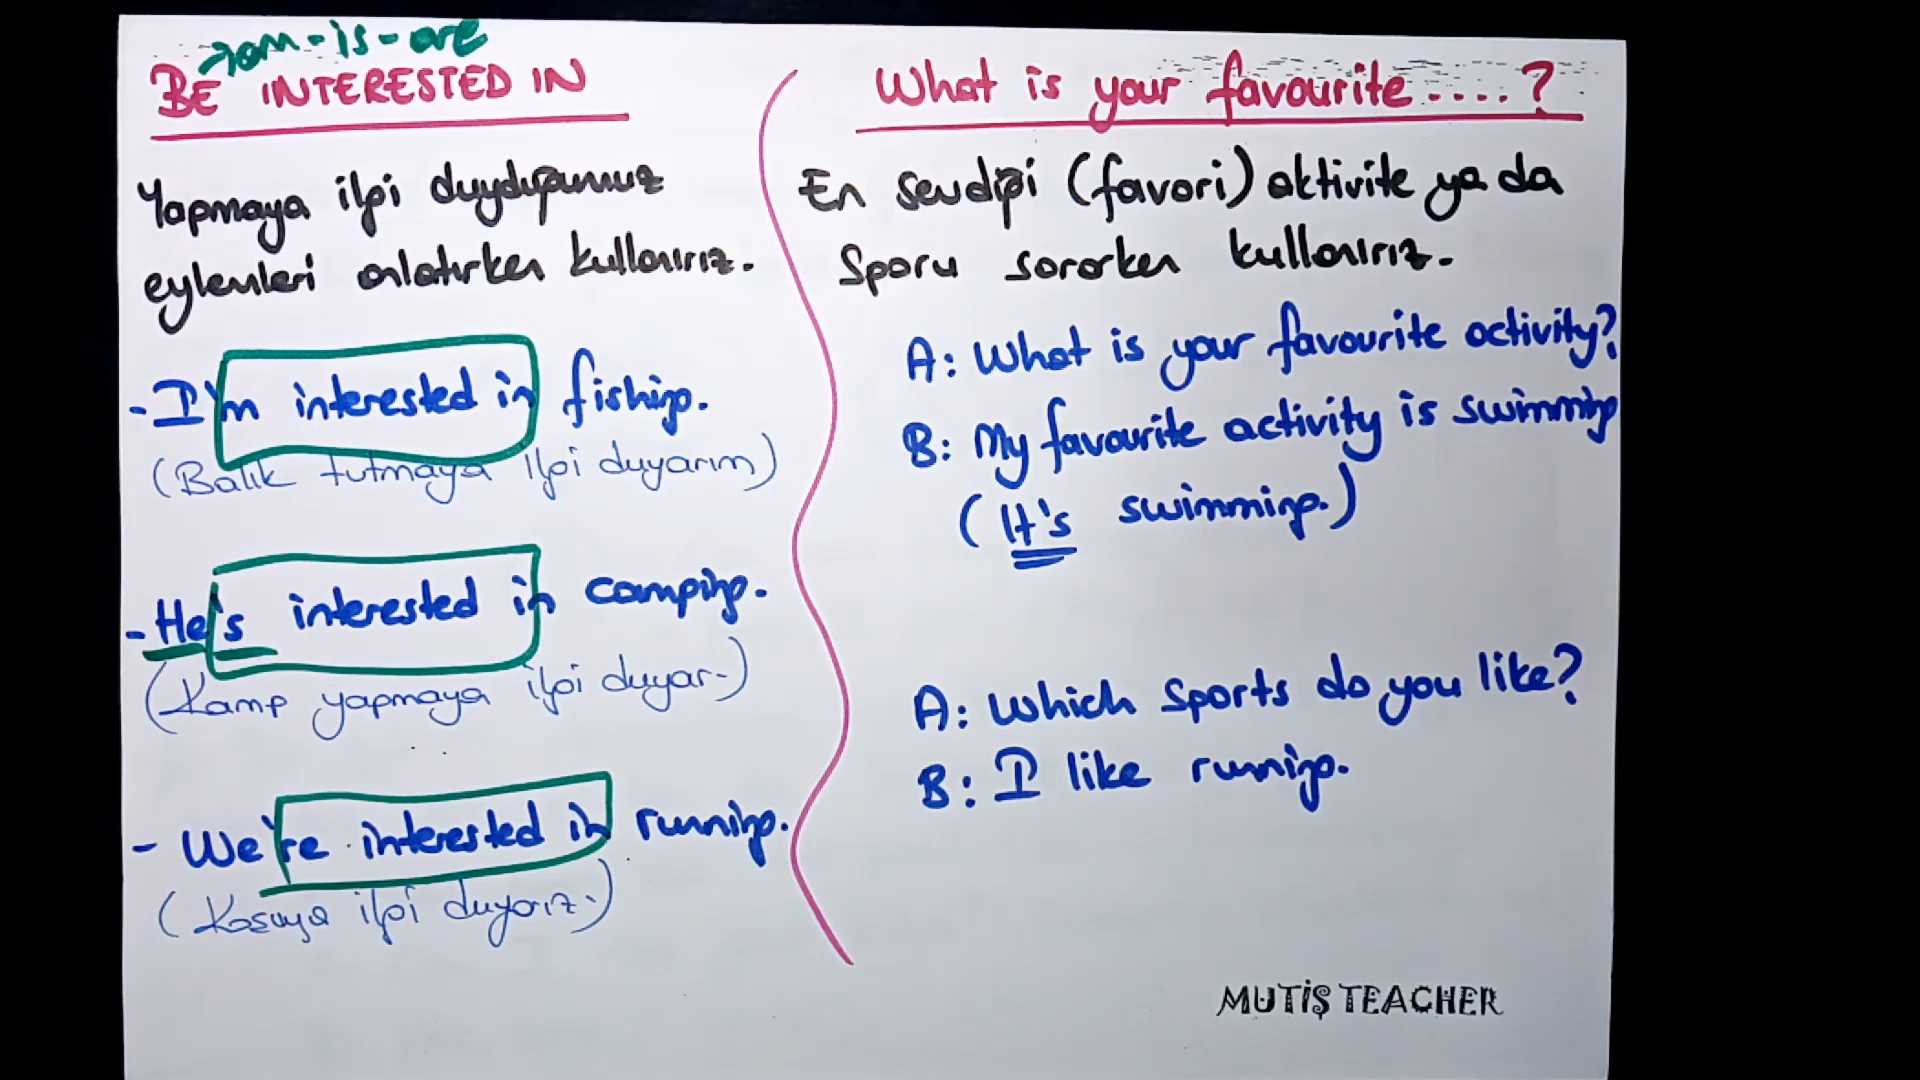 →am-is-are
BE INTERESTED IN
Yapmaya ilgi duyduğumuz
eylemleri anlatırken kullanırız.
- I'm interested in fishing.
(Balık tutmaya ilgi duyarım)
- He's interested in camping.
(Kamp yapmaya ilgi duyar.)
- We're interested in running.
(Koşuya ilgi duyarız.)
What is your favourite ....?
En sevdiği (favori) aktivite ya da
sporu sorarken kullanırız.
A: What is your favourite activity?
B: My favourite activity is swimming
(It's swimming.)
A: Which sports do you like?
B: I like running.
MUTİŞ TEACHER